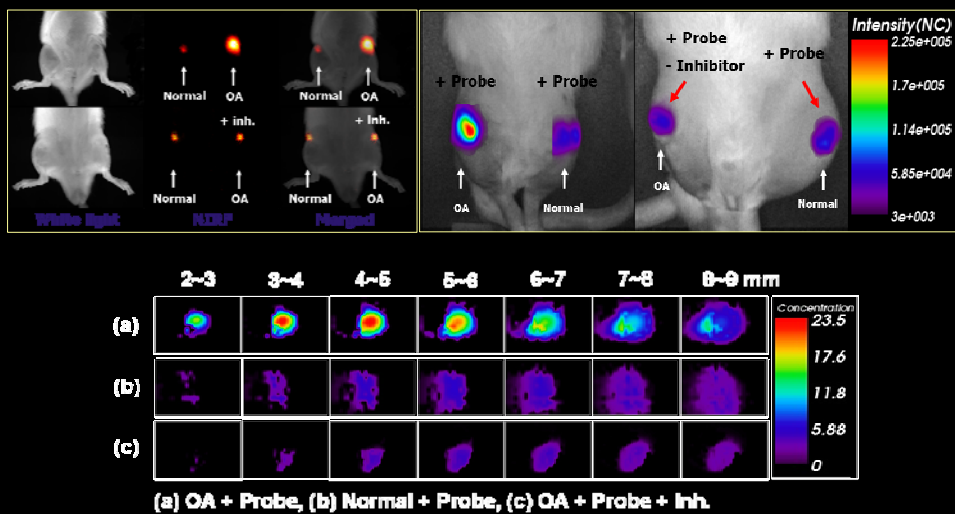 Normal
OA
Normal
OA
+ inh.
+ Inh.
Normal
OA
Normal
OA
White light
NIRF
Merged
+ Probe
+ Probe
OA
Normal
+ Probe
- Inhibitor
+ Probe
OA
Normal
Intensity(NC)
2.25e+005
1.7e+005
1.14e+005
5.85e+004
3e+003
2~3
3~4
4~5
5~6
6~7
7~8
8~9 mm
(a)
(b)
(c)
Concentration
23.5
17.6
11.8
5.88
0
(a) OA + Probe, (b) Normal + Probe, (c) OA + Probe + Inh.